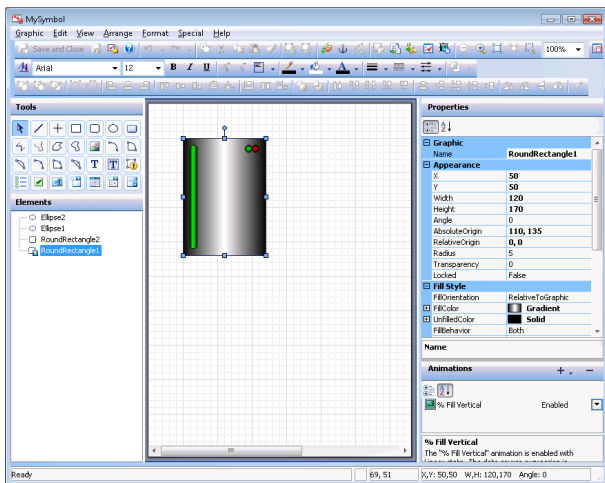 MySymbol
Graphic Edit View Arrange Format Special Help
Save and Close 100%
Arial 12 B I U A
Tools
T T
Elements
Ellipse2
Ellipse1
RoundRectangle2
RoundRectangle1
Properties
Graphic
Name RoundRectangle1
Appearance
X 50
Y 50
Width 120
Height 170
Angle 0
AbsoluteOrigin 110, 135
RelativeOrigin 0, 0
Radius 5
Transparency 0
Locked False
Fill Style
FillOrientation RelativeToGraphic
FillColor Gradient
UnfilledColor Solid
FillBehavior Both
Name
Animations
% Fill Vertical Enabled
% Fill Vertical
The "% Fill Vertical" animation is enabled with
Ready 69, 51 X,Y: 50,50 W,H: 120,170 Angle: 0